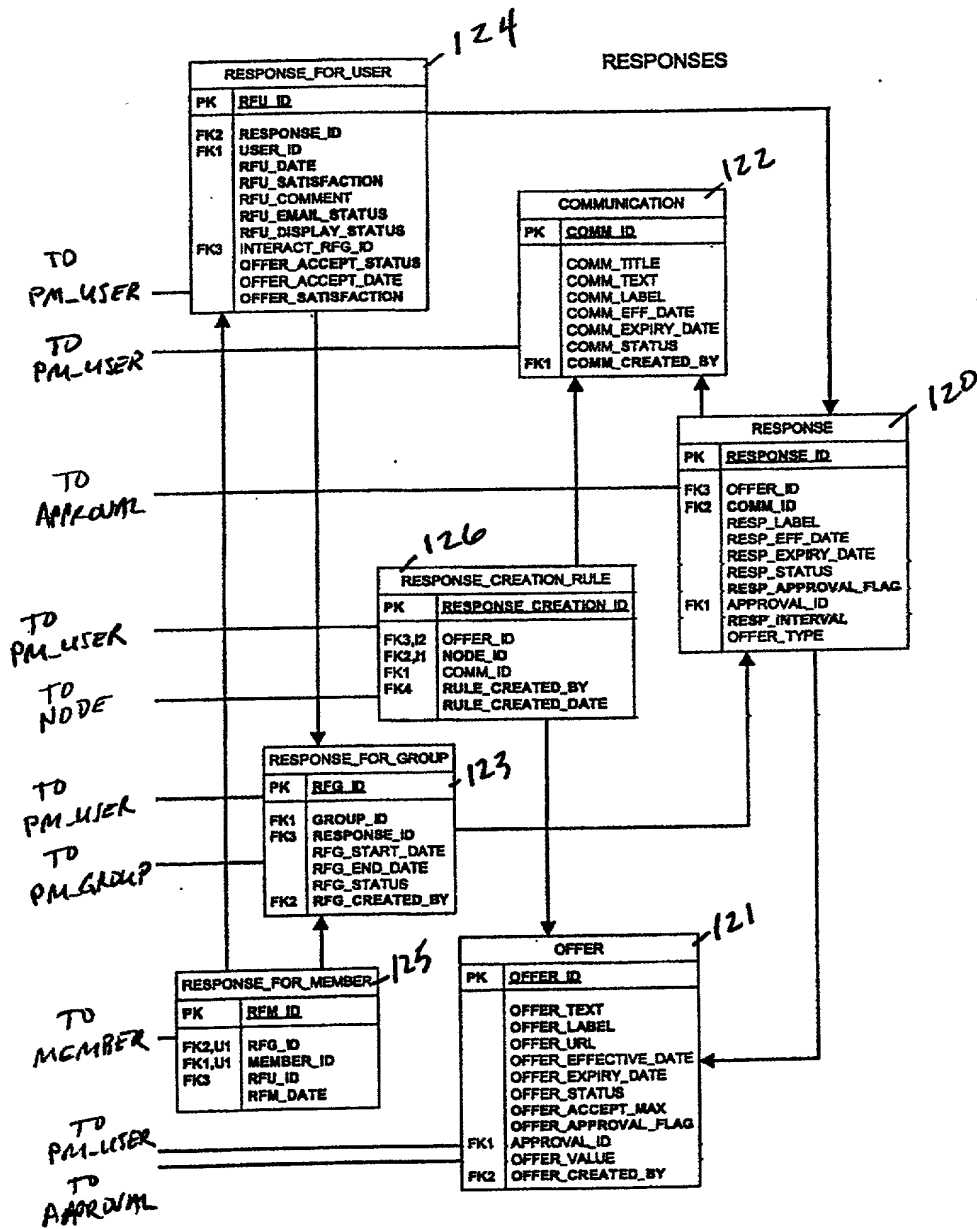 RESPONSES
124
RESPONSE_FOR_USER
PK RFU_ID
FK2 RESPONSE_ID
FK1 USER_ID
RFU_DATE
RFU_SATISFACTION
RFU_COMMENT
RFU_EMAIL_STATUS
RFU_DISPLAY_STATUS
FK3 INTERACT_RFG_ID
OFFER_ACCEPT_STATUS
OFFER_ACCEPT_DATE
OFFER_SATISFACTION
TO
PM_USER
122
COMMUNICATION
PK COMM_ID
COMM_TITLE
COMM_TEXT
COMM_LABEL
COMM_EFF_DATE
COMM_EXPIRY_DATE
COMM_STATUS
FK1 COMM_CREATED_BY
TO
PM_USER
120
RESPONSE
PK RESPONSE_ID
FK3 OFFER_ID
FK2 COMM_ID
RESP_LABEL
RESP_EFF_DATE
RESP_EXPIRY_DATE
RESP_STATUS
RESP_APPROVAL_FLAG
FK1 APPROVAL_ID
RESP_INTERVAL
OFFER_TYPE
TO
APPROVAL
126
RESPONSE_CREATION_RULE
PK RESPONSE_CREATION_ID
FK3,I2 OFFER_ID
FK2,I1 NODE_ID
FK1 COMM_ID
FK4 RULE_CREATED_BY
RULE_CREATED_DATE
TO
PM_USER
TO
NODE
RESPONSE_FOR_GROUP
123
PK RFG_ID
FK1 GROUP_ID
FK3 RESPONSE_ID
RFG_START_DATE
RFG_END_DATE
RFG_STATUS
FK2 RFG_CREATED_BY
TO
PM_USER
TO
PM_GROUP
121
OFFER
PK OFFER_ID
OFFER_TEXT
OFFER_LABEL
OFFER_URL
OFFER_EFFECTIVE_DATE
OFFER_EXPIRY_DATE
OFFER_STATUS
OFFER_ACCEPT_MAX
OFFER_APPROVAL_FLAG
FK1 APPROVAL_ID
OFFER_VALUE
FK2 OFFER_CREATED_BY
125
RESPONSE_FOR_MEMBER
PK RFM_ID
FK2,U1 RFG_ID
FK1,U1 MEMBER_ID
FK3 RFU_ID
RFM_DATE
TO
MEMBER
TO
PM_USER
TO
APPROVAL